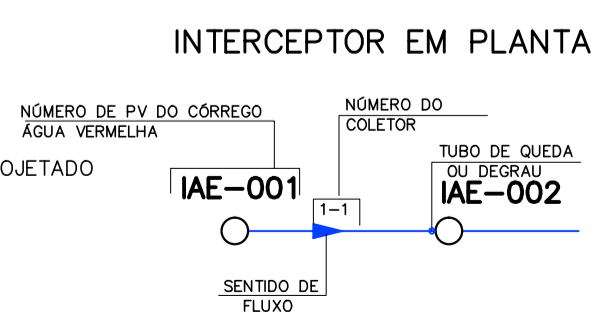 INTERCEPTOR EM PLANTA
NÚMERO DE PV DO CÓRREGO
ÁGUA VERMELHA
NÚMERO DO
COLETOR
OJETADO
TUBO DE QUEDA
OU DEGRAU
IAE-001
IAE-002
1-1
SENTIDO DE
FLUXO